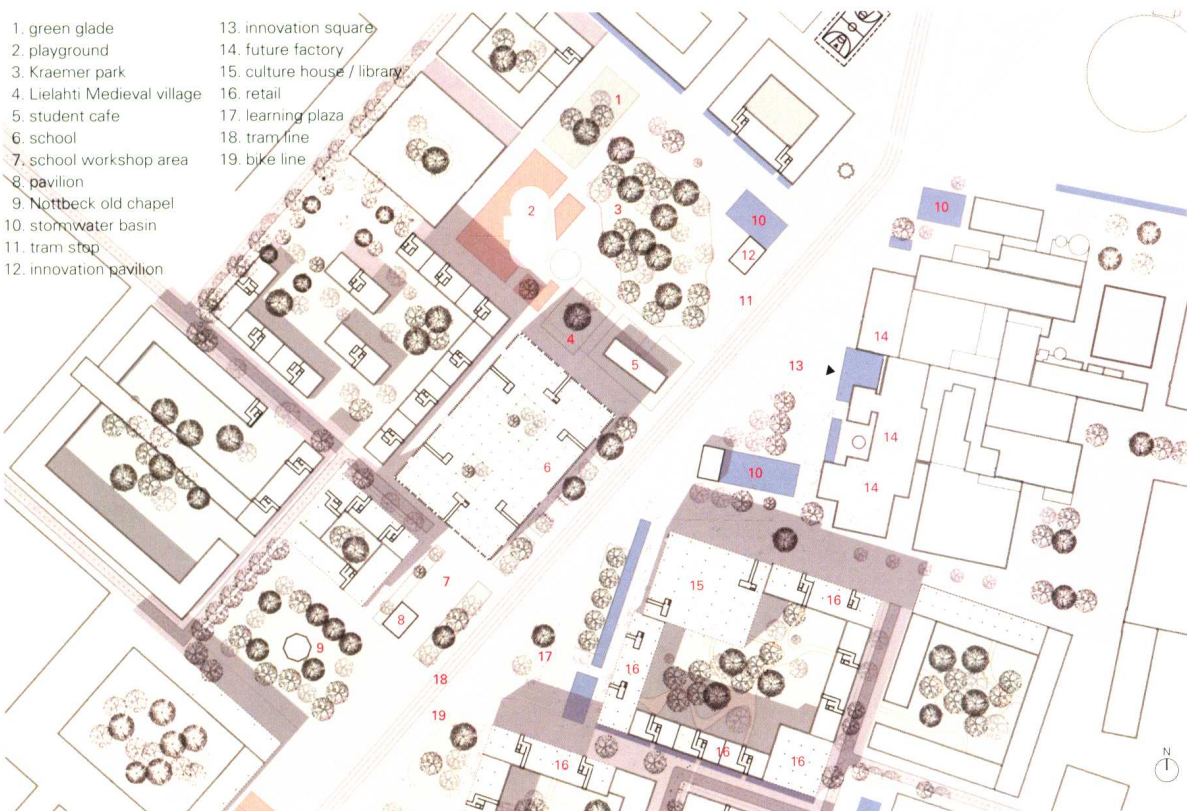 1. green glade
2. playground
3. Kraemer park
4. Lielahti Medieval village
5. student cafe
6. school
7. school workshop area
8. pavilion
9. Nottbeck old chapel
10. stormwater basin
11. tram stop
12. innovation pavilion
13. innovation square
14. future factory
15. culture house / library
16. retail
17. learning plaza
18. tram line
19. bike line
1
2
3
10
10
12
11
4
5
13
14
14
14
6
10
7
8
15
16
9
17
16
18
19
16
16
16
N